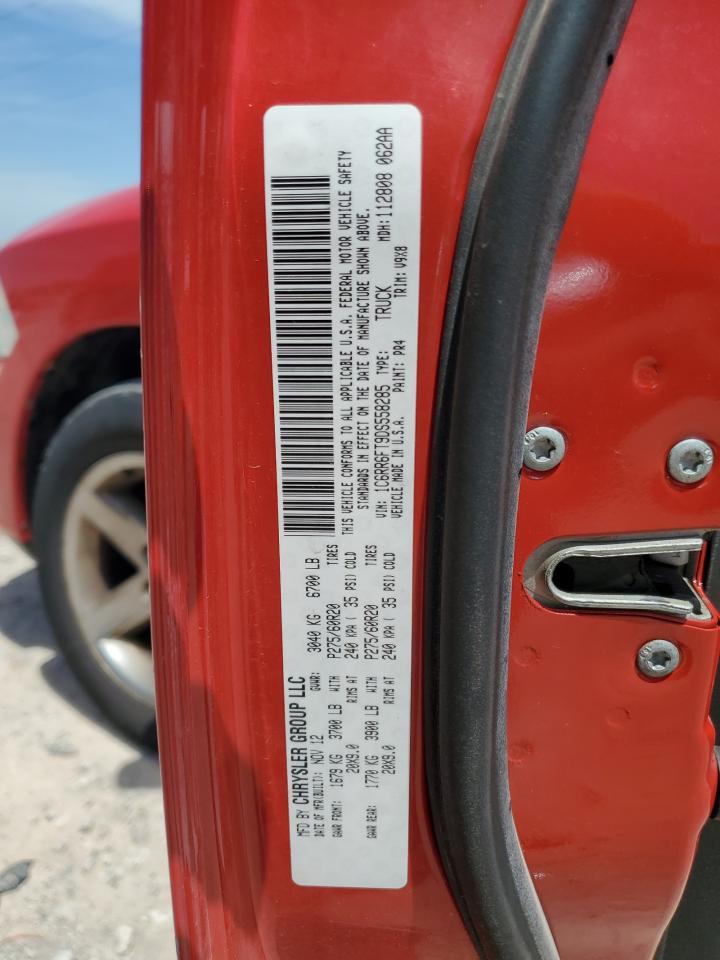 MFD BY CHRYSLER GROUP LLC
DATE OF MFR(BUILT): NOV 12 GVWR: 3040 KG 6700 LB
GAWR FRONT: 1679 KG 3700 LB WITH P275/60R20 TIRES
20X9.0 RIMS AT 240 KPA ( 35 PSI) COLD
GAWR REAR: 1770 KG 3900 LB WITH P275/60R20 TIRES
20X9.0 RIMS AT 240 KPA ( 35 PSI) COLD
THIS VEHICLE CONFORMS TO ALL APPLICABLE U.S.A. FEDERAL MOTOR VEHICLE SAFETY
STANDARDS IN EFFECT ON THE DATE OF MANUFACTURE SHOWN ABOVE.
VIN: 1C6RR6FT9DS558285 TYPE: TRUCK MDH: 112808 062AA
VEHICLE MADE IN U.S.A. PAINT: PR4 TRIM: V9X8